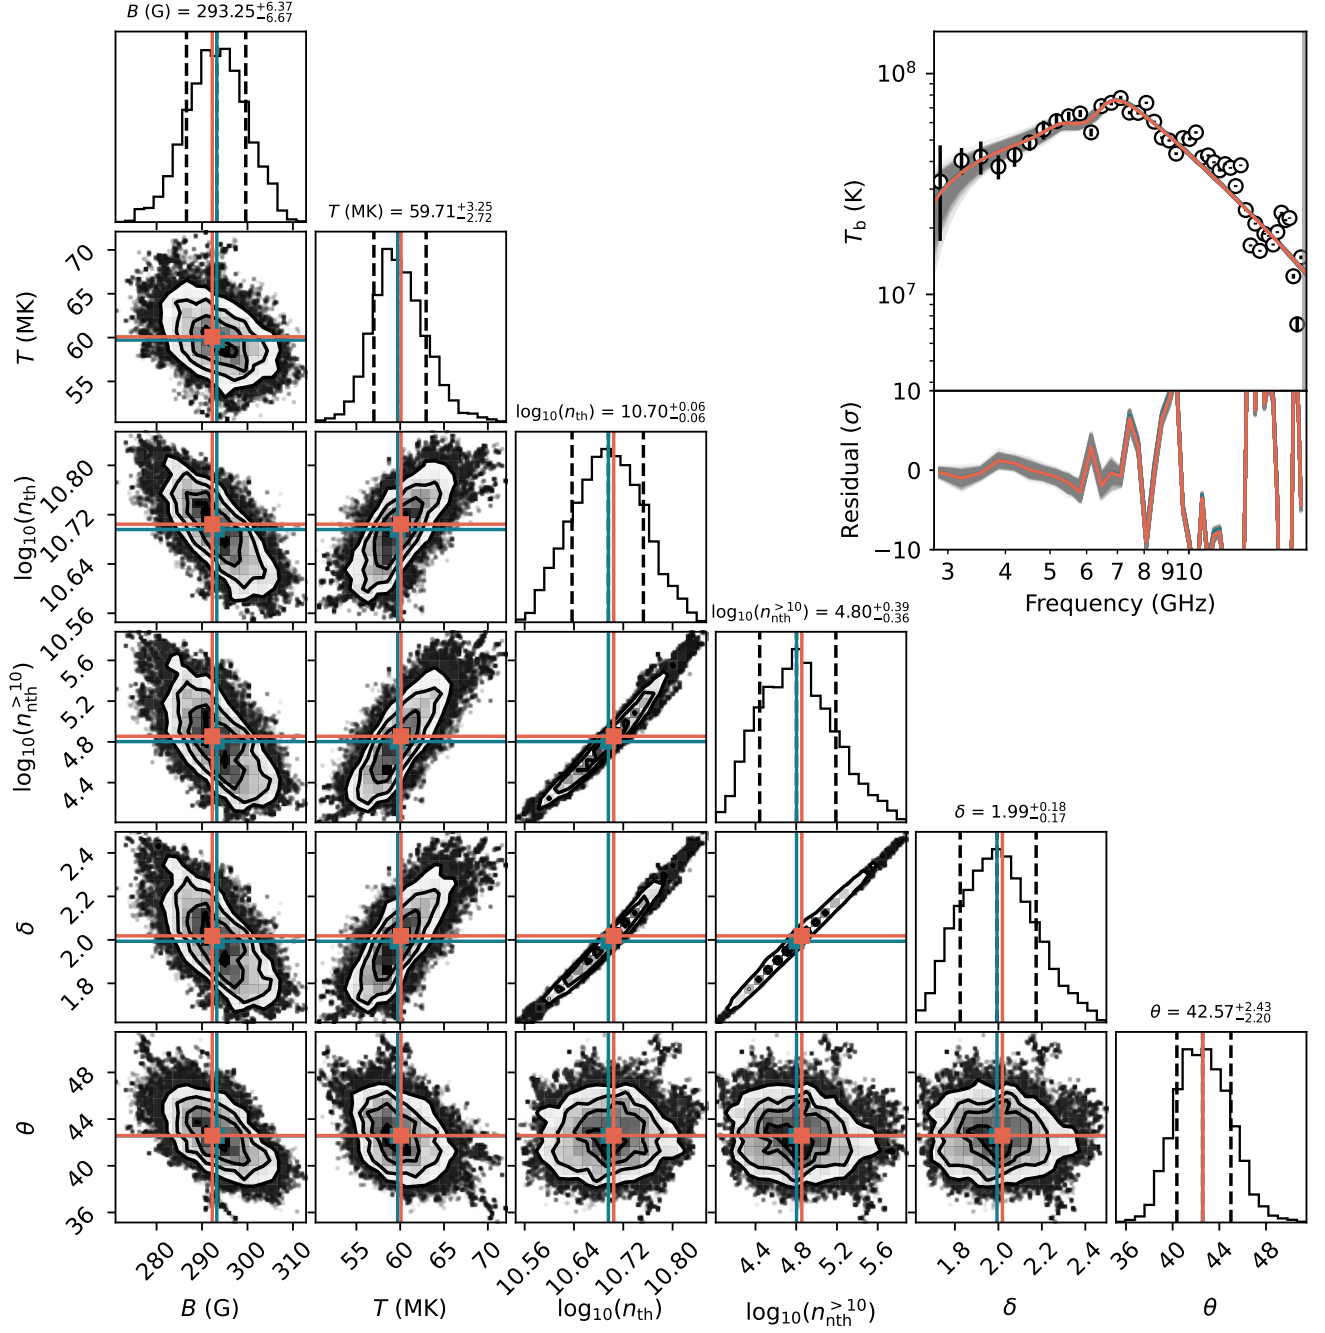 B (G) = 293.25+6.37−6.67
T (MK) = 59.71+3.25−2.72
log10(nth) = 10.70+0.06−0.06
log10(nnth>10) = 4.80+0.39−0.36
δ = 1.99+0.18−0.17
θ = 42.57+2.43−2.20
10^8
10^7
Tb (K)
10
0
−10
Residual (σ)
3 4 5 6 7 8 9 10
Frequency (GHz)
70
65
60
55
T (MK)
10.80
10.72
10.64
10.56
log10(nth)
5.6
5.2
4.8
4.4
log10(nnth>10)
2.4
2.2
2.0
1.8
δ
48
44
40
36
θ
280 290 300 310
B (G)
55 60 65 70
T (MK)
10.56 10.64 10.72 10.80
log10(nth)
4.4 4.8 5.2 5.6
log10(nnth>10)
1.8 2.0 2.2 2.4
δ
36 40 44 48
θ